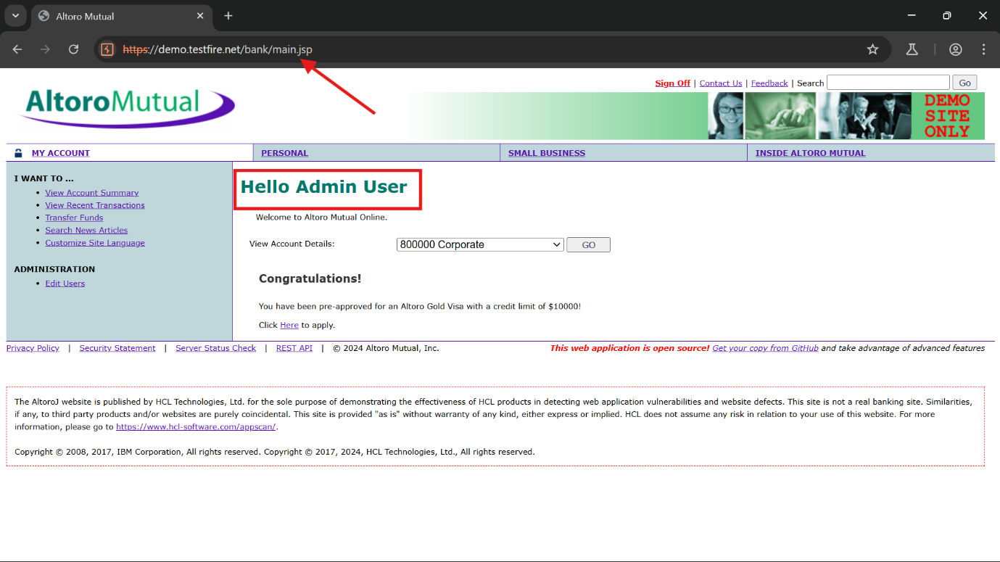 Altoro Mutual
https://demo.testfire.net/bank/main.jsp
Sign Off | Contact Us | Feedback | Search Go
AltoroMutual
DEMO
SITE
ONLY
MY ACCOUNT PERSONAL SMALL BUSINESS INSIDE ALTORO MUTUAL
I WANT TO ...
• View Account Summary
• View Recent Transactions
• Transfer Funds
• Search News Articles
• Customize Site Language
ADMINISTRATION
• Edit Users
Hello Admin User
Welcome to Altoro Mutual Online.
View Account Details: 800000 Corporate GO
Congratulations!
You have been pre-approved for an Altoro Gold Visa with a credit limit of $10000!
Click Here to apply.
Privacy Policy | Security Statement | Server Status Check | REST API | © 2024 Altoro Mutual, Inc. This web application is open source! Get your copy from GitHub and take advantage of advanced features
The AltoroJ website is published by HCL Technologies, Ltd. for the sole purpose of demonstrating the effectiveness of HCL products in detecting web application vulnerabilities and website defects. This site is not a real banking site. Similarities,
if any, to third party products and/or websites are purely coincidental. This site is provided "as is" without warranty of any kind, either express or implied. HCL does not assume any risk in relation to your use of this website. For more
information, please go to https://www.hcl-software.com/appscan/.
Copyright © 2008, 2017, IBM Corporation, All rights reserved. Copyright © 2017, 2024, HCL Technologies, Ltd., All rights reserved.